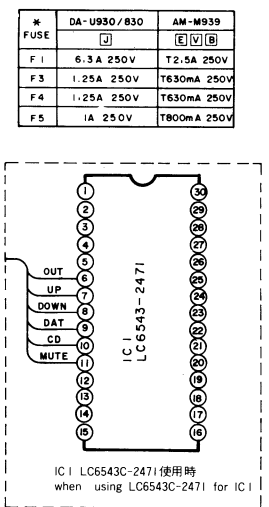 * FUSE DA-U930/830 AM-M939
J E V B
F1 6.3A 250V T2.5A 250V
F3 1.25A 250V T630mA 250V
F4 1.25A 250V T630mA 250V
F5 1A 250V T800mA 250V
1 30
2 29
3 28
4 27
5 26
OUT 6 25
UP 7 24
DOWN 8 23
DAT 9 22
CD 10 21
MUTE 11 20
12 19
13 18
14 17
15 16
IC1
LC6543-2471
IC1 LC6543C-2471使用時
when using LC6543C-2471 for IC1